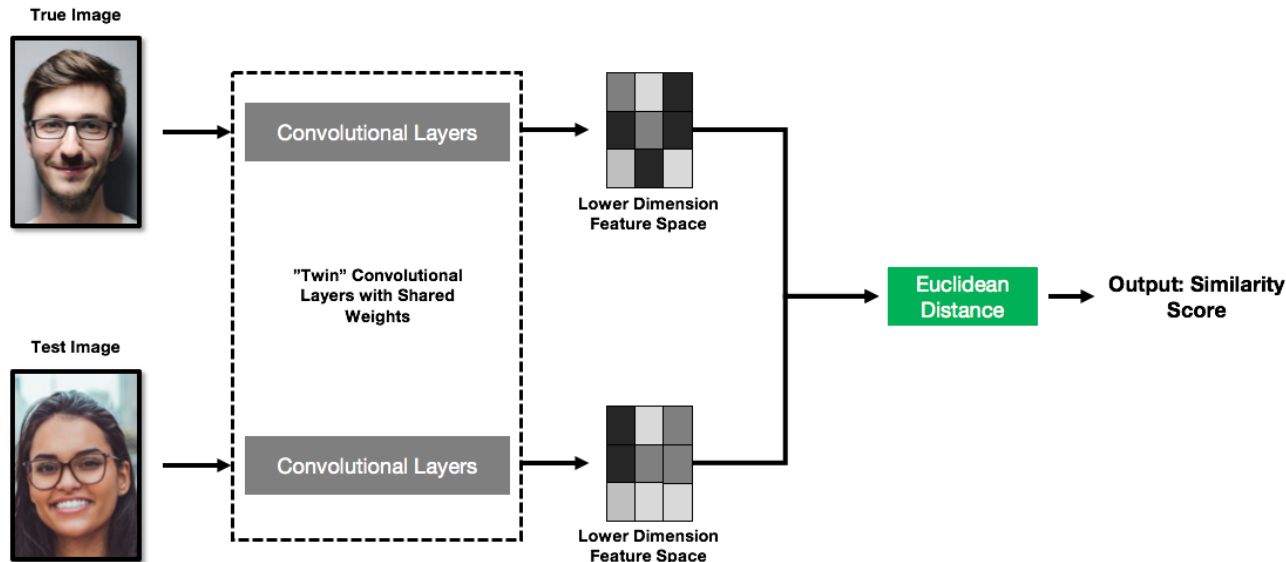 True Image
Convolutional Layers
Lower Dimension
Feature Space
”Twin” Convolutional
Layers with Shared
Weights
Euclidean
Distance
Output: Similarity
Score
Test Image
Convolutional Layers
Lower Dimension
Feature Space